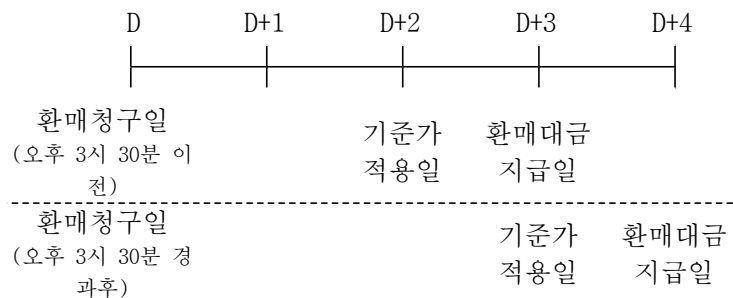 D D+1 D+2 D+3 D+4
환매청구일
(오후 3시 30분 이
전)
기준가
적용일
환매대금
지급일
환매청구일
(오후 3시 30분 경
과후)
기준가
적용일
환매대금
지급일